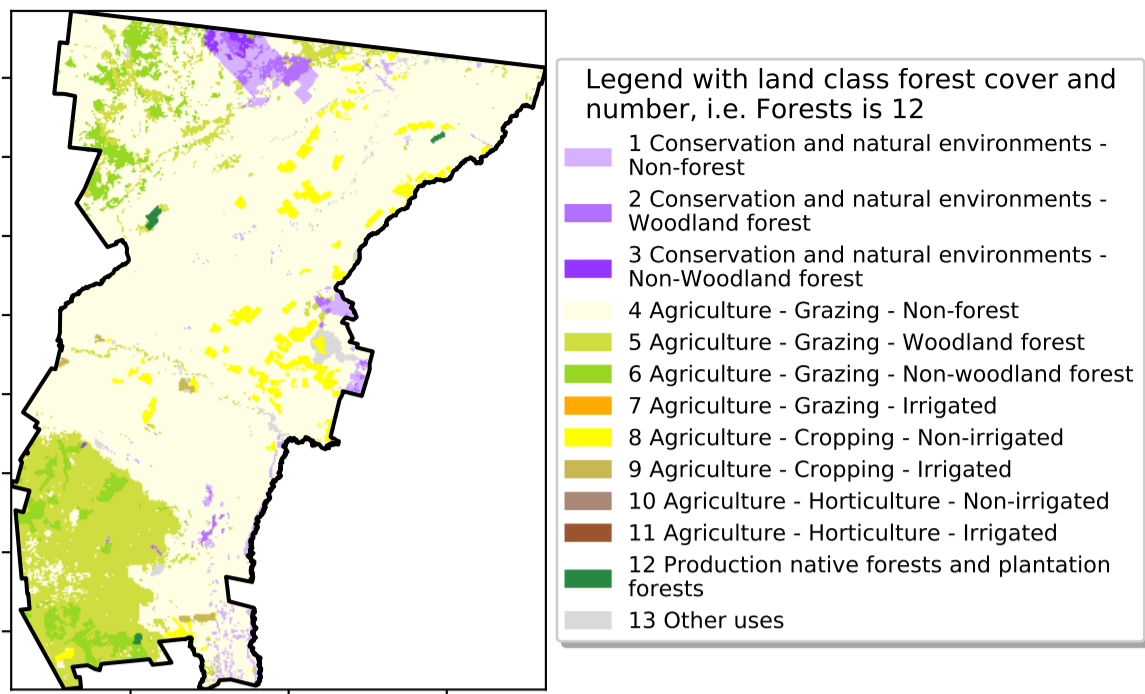 Legend with land class forest cover and
number, i.e. Forests is 12
1 Conservation and natural environments -
Non-forest
2 Conservation and natural environments -
Woodland forest
3 Conservation and natural environments -
Non-Woodland forest
4 Agriculture - Grazing - Non-forest
5 Agriculture - Grazing - Woodland forest
6 Agriculture - Grazing - Non-woodland forest
7 Agriculture - Grazing - Irrigated
8 Agriculture - Cropping - Non-irrigated
9 Agriculture - Cropping - Irrigated
10 Agriculture - Horticulture - Non-irrigated
11 Agriculture - Horticulture - Irrigated
12 Production native forests and plantation
forests
13 Other uses